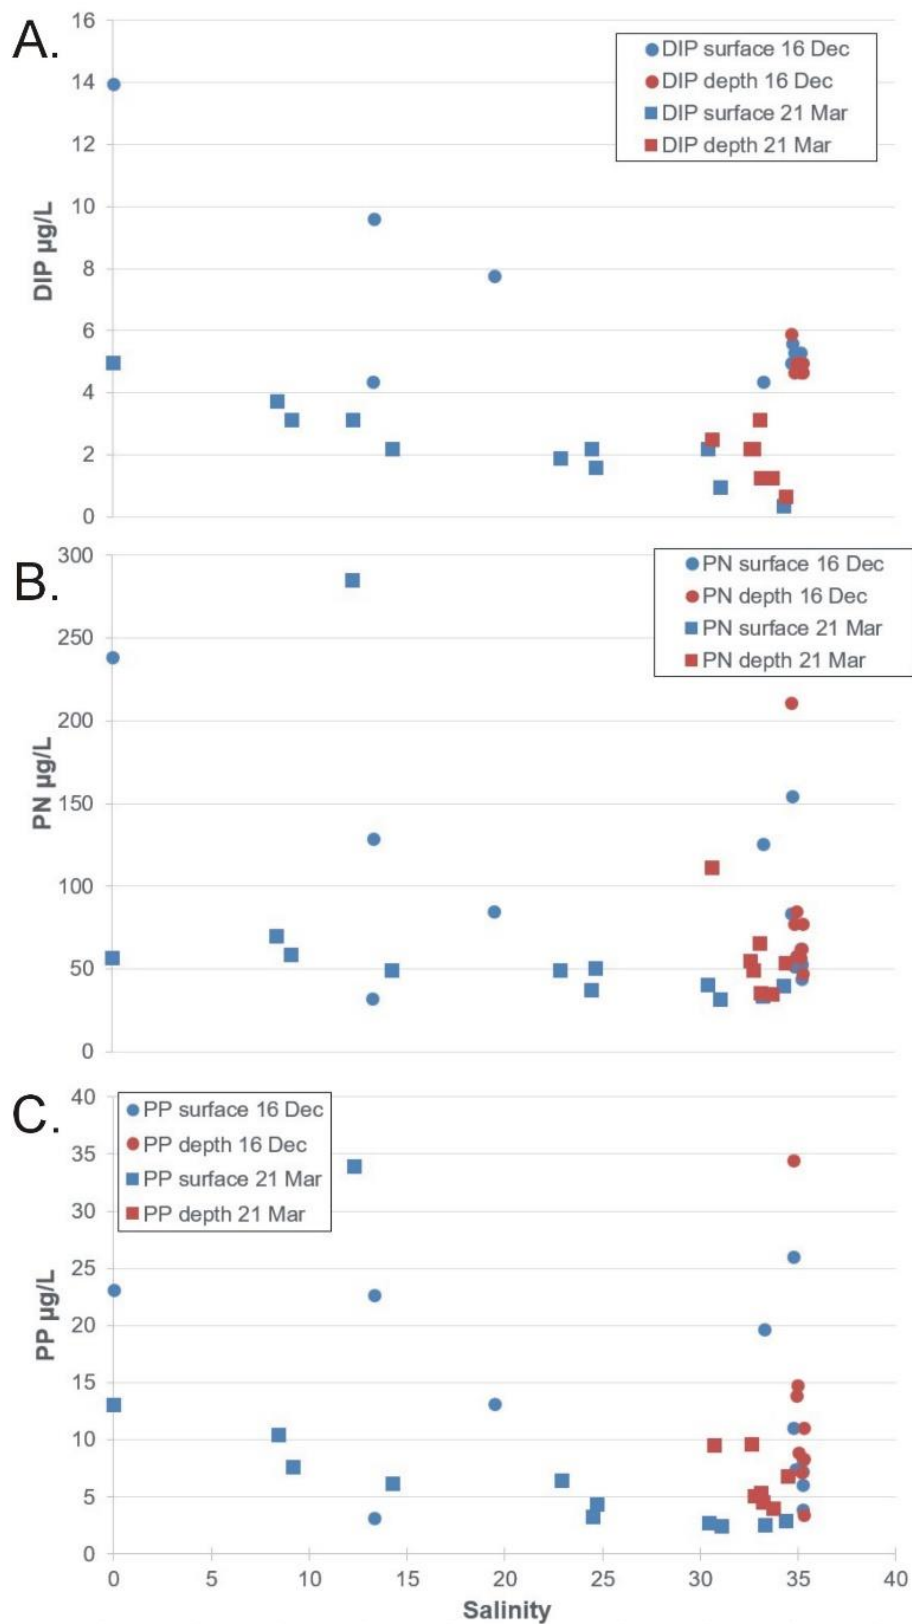 A.
16
14
12
10
8
6
4
2
0
DIP µg/L
DIP surface 16 Dec
DIP depth 16 Dec
DIP surface 21 Mar
DIP depth 21 Mar
B.
300
250
200
150
100
50
0
PN µg/L
PN surface 16 Dec
PN depth 16 Dec
PN surface 21 Mar
PN depth 21 Mar
C.
40
35
30
25
20
15
10
5
0
PP µg/L
PP surface 16 Dec
PP depth 16 Dec
PP surface 21 Mar
PP depth 21 Mar
0 5 10 15 20 25 30 35 40
Salinity